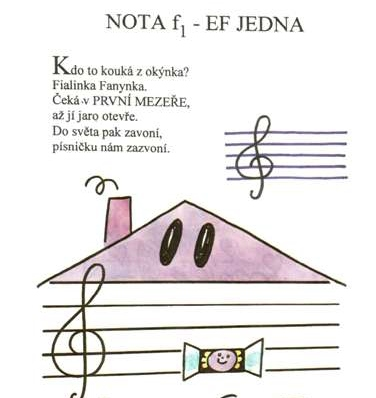 NOTA f₁ - EF JEDNA
Kdo to kouká z okýnka?
Fialinka Fanynka.
Čeká v PRVNÍ MEZEŘE,
až jí jaro otevře.
Do světa pak zavoní,
písničku nám zazvoní.